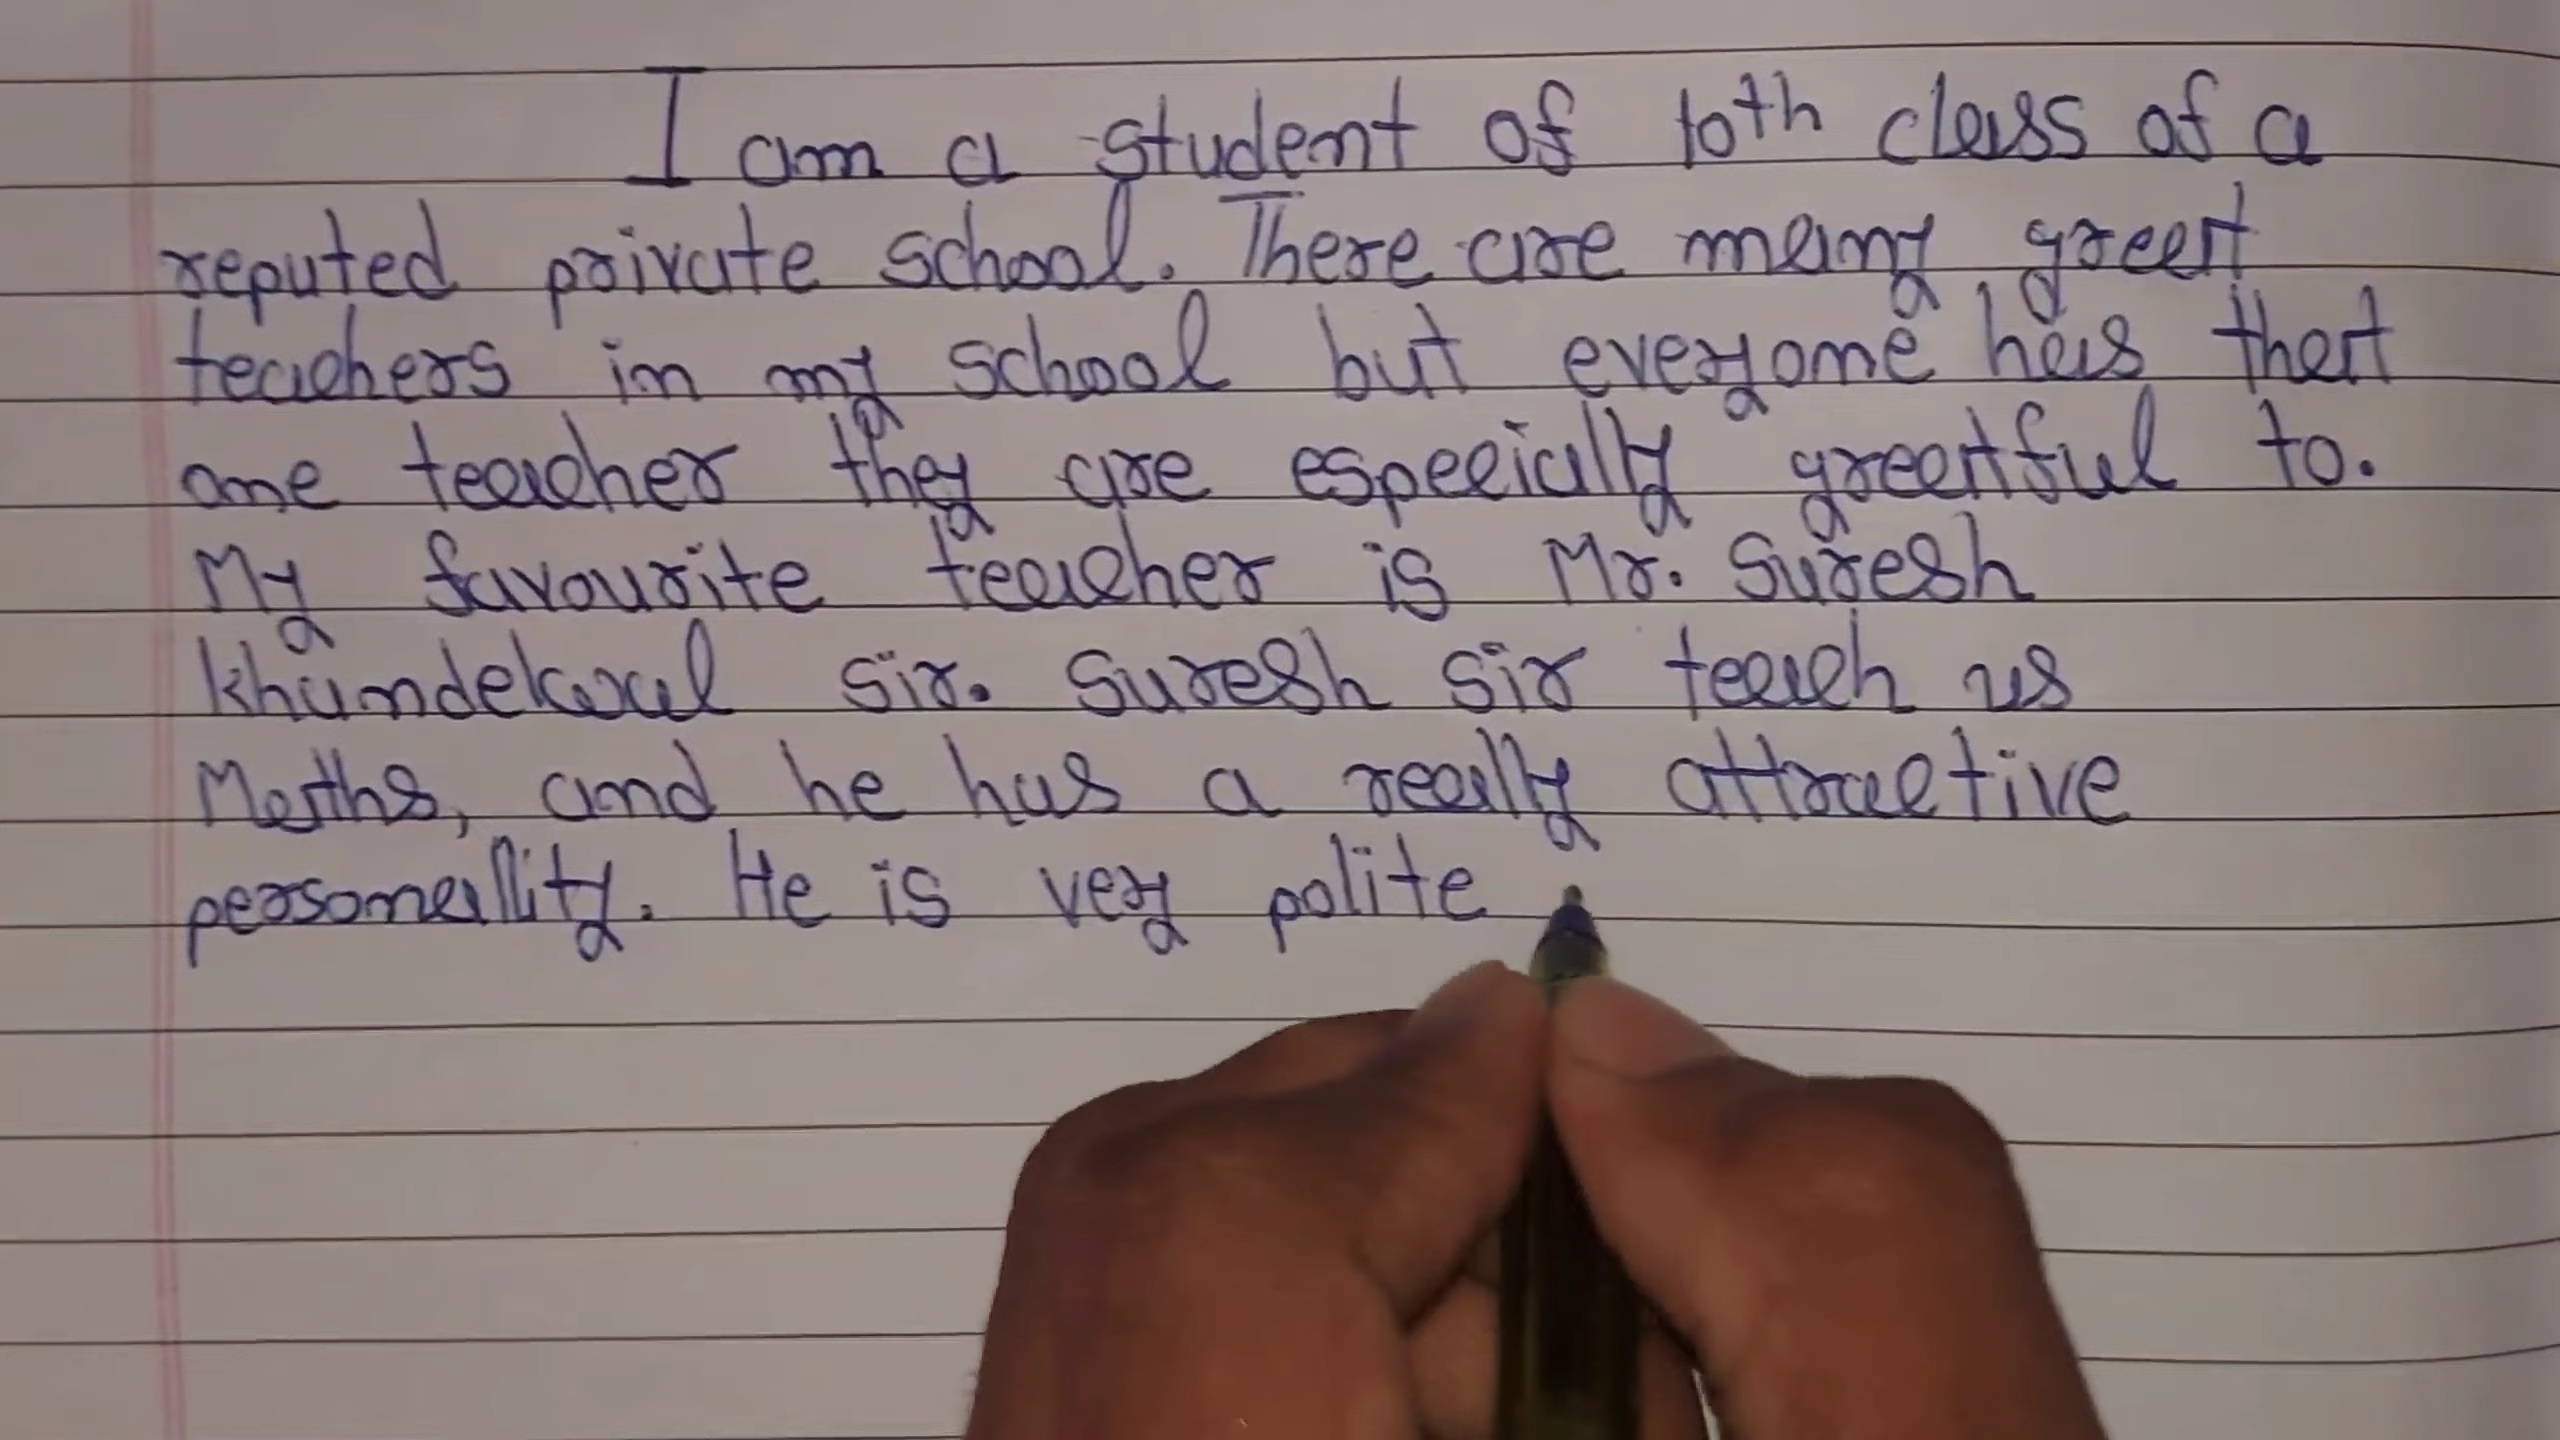 I am a student of 10th class of a
reputed private school. There are many great
teachers in my school but everyone has that
one teacher they are especially greatful to.
My favourite teacher is Mr. Suresh
khandekaul sir. Suresh sir teach us
Maths, and he has a really attractive
personallity. He is very polite